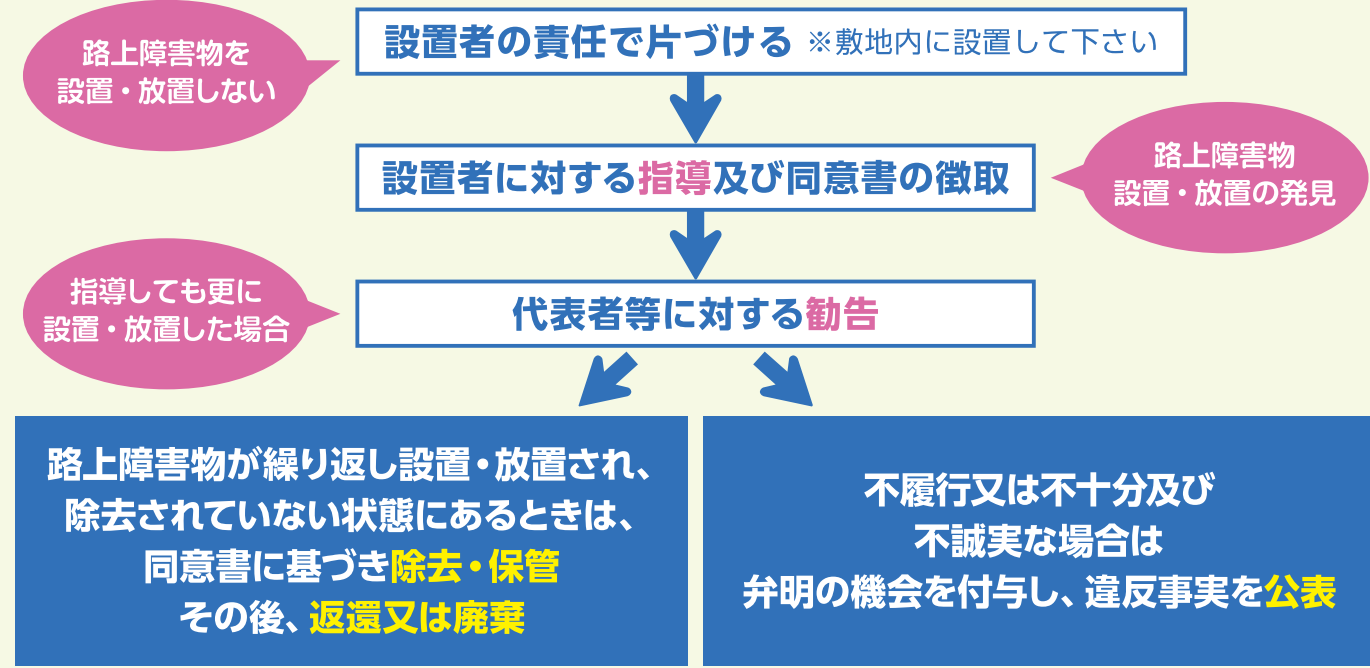 路上障害物を
設置・放置しない
設置者の責任で片づける ※敷地内に設置して下さい
設置者に対する指導及び同意書の徴取
路上障害物
設置・放置の発見
指導しても更に
設置・放置した場合
代表者等に対する勧告
路上障害物が繰り返し設置・放置され、
除去されていない状態にあるときは、
同意書に基づき除去・保管
その後、返還又は廃棄
不履行又は不十分及び
不誠実な場合は
弁明の機会を付与し、違反事実を公表